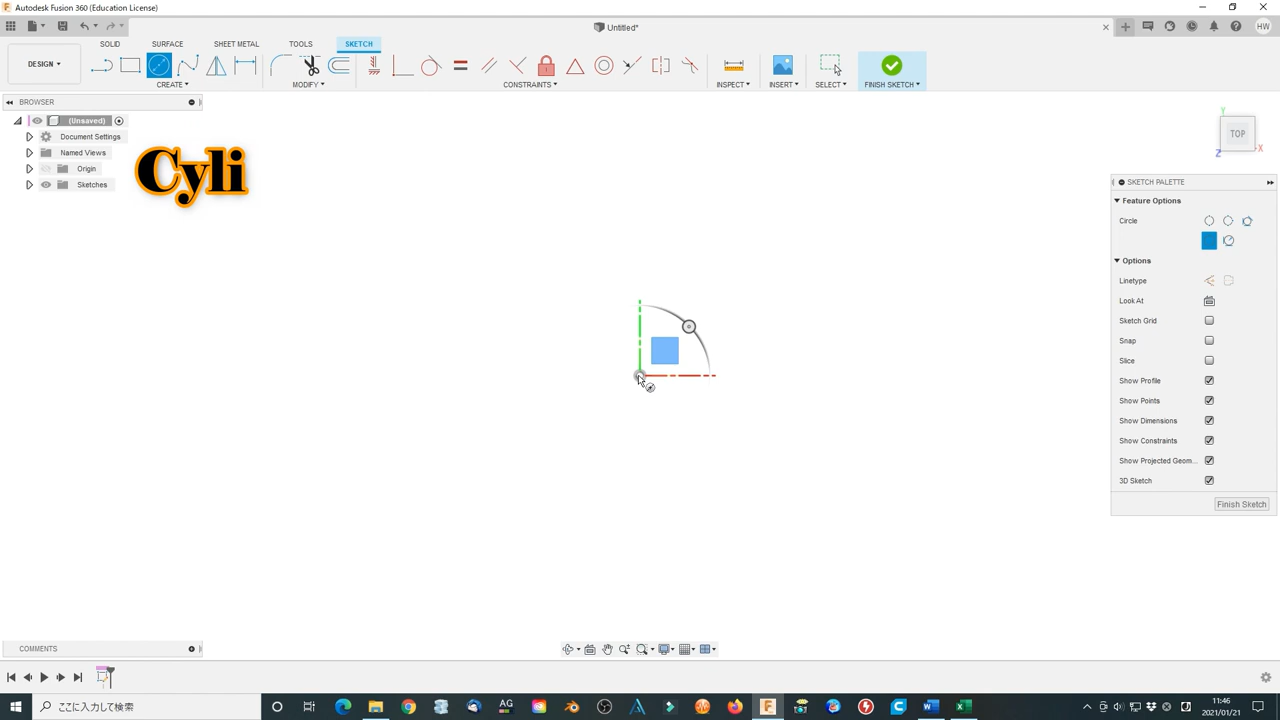 Autodesk Fusion 360 (Education License)
Untitled*
HW
DESIGN
SOLID
SURFACE
SHEET METAL
TOOLS
SKETCH
CREATE
MODIFY
CONSTRAINTS
INSPECT
INSERT
SELECT
FINISH SKETCH
BROWSER
(Unsaved)
Document Settings
Named Views
Origin
Sketches
Cyli
Y
TOP
X
Z
SKETCH PALETTE
Feature Options
Circle
Options
Linetype
Look At
Sketch Grid
Snap
Slice
Show Profile
Show Points
Show Dimensions
Show Constraints
Show Projected Geom...
3D Sketch
Finish Sketch
COMMENTS
ここに入力して検索
AG
11:46
2021/01/21